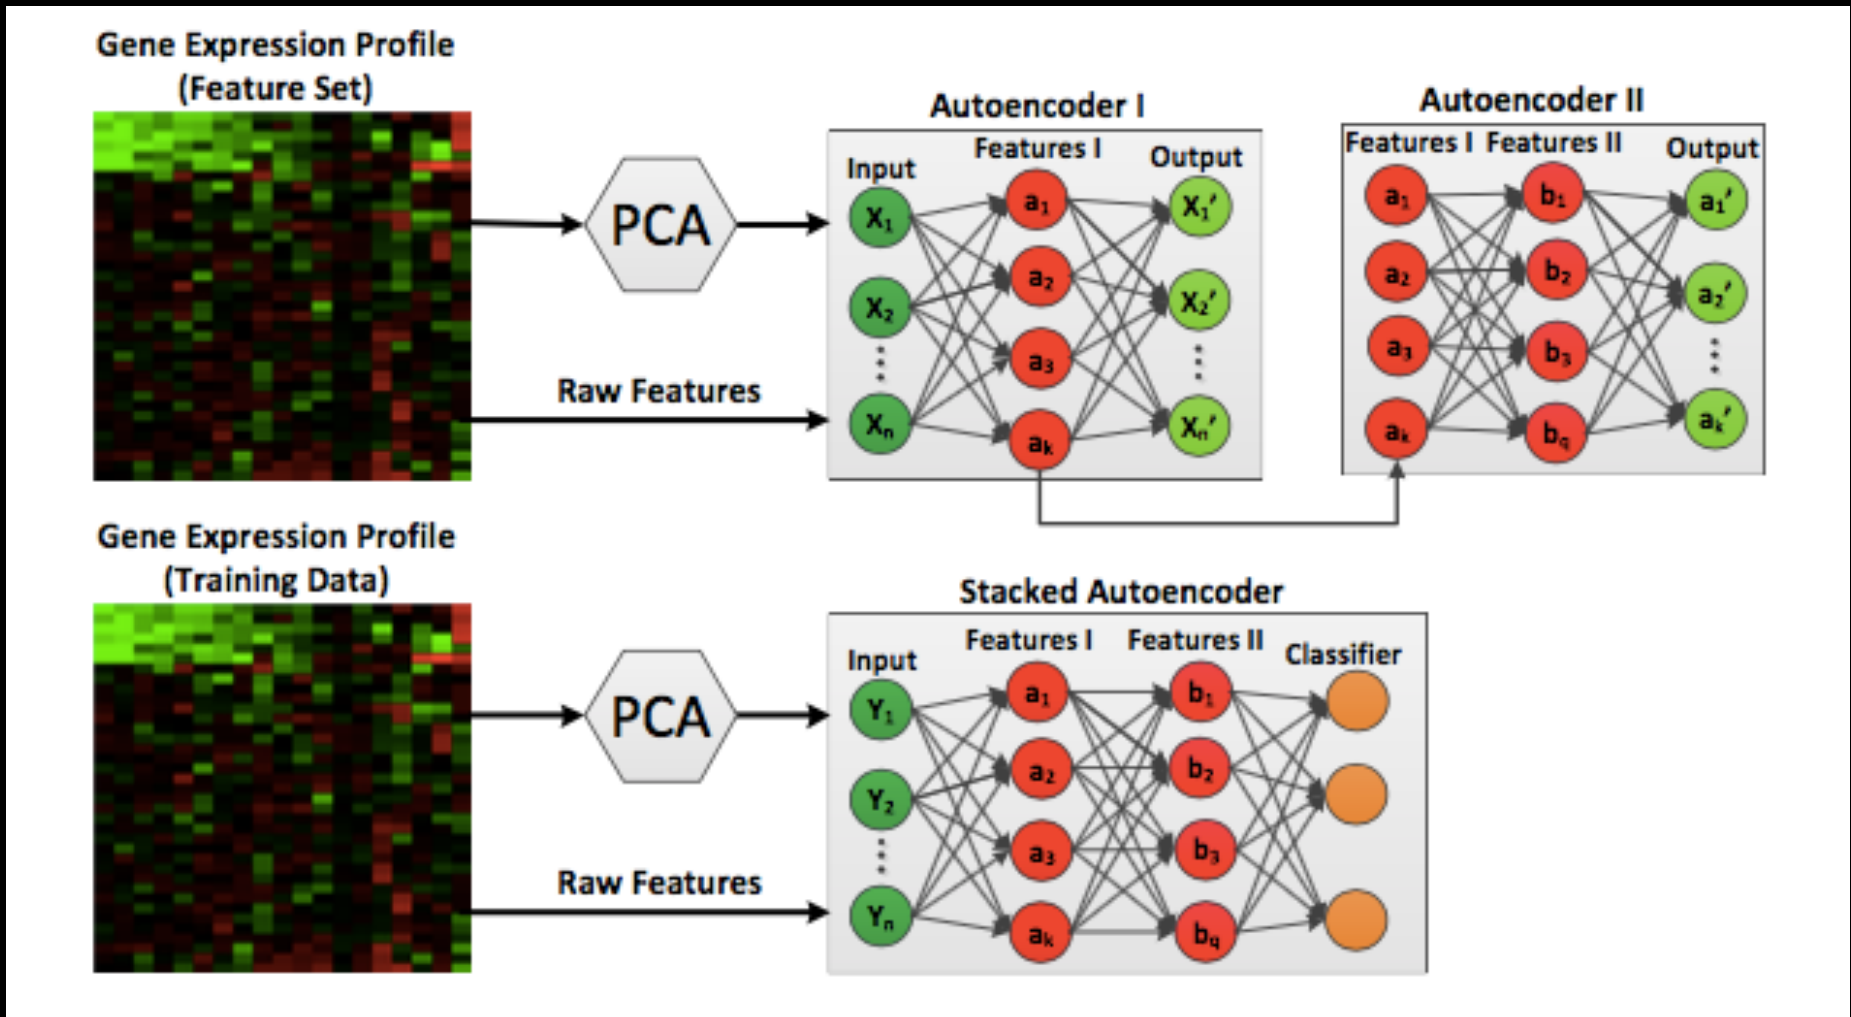 Gene Expression Profile
(Feature Set)
PCA
Raw Features
Autoencoder I
Input
Features I
Output
X₁
X₂
Xₙ
a₁
a₂
a₃
aₖ
X₁′
X₂′
Xₙ′
Autoencoder II
Features I
Features II
Output
a₁
a₂
a₃
aₖ
b₁
b₂
b₃
b_q
a₁′
a₂′
aₖ′
Gene Expression Profile
(Training Data)
PCA
Raw Features
Stacked Autoencoder
Input
Features I
Features II
Classifier
Y₁
Y₂
Yₙ
a₁
a₂
a₃
aₖ
b₁
b₂
b₃
b_q